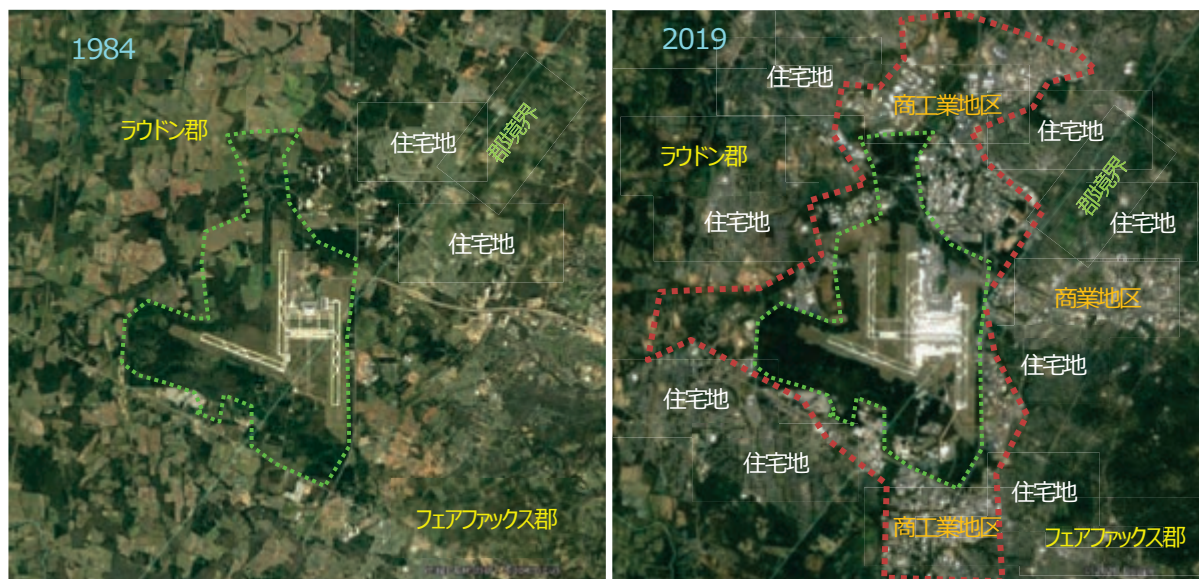 1984
ラウドン郡
住宅地
郡境界
住宅地
フェアファックス郡
2019
住宅地
商工業地区
住宅地
ラウドン郡
郡境界
住宅地
住宅地
商業地区
住宅地
住宅地
住宅地
住宅地
商工業地区
フェアファックス郡